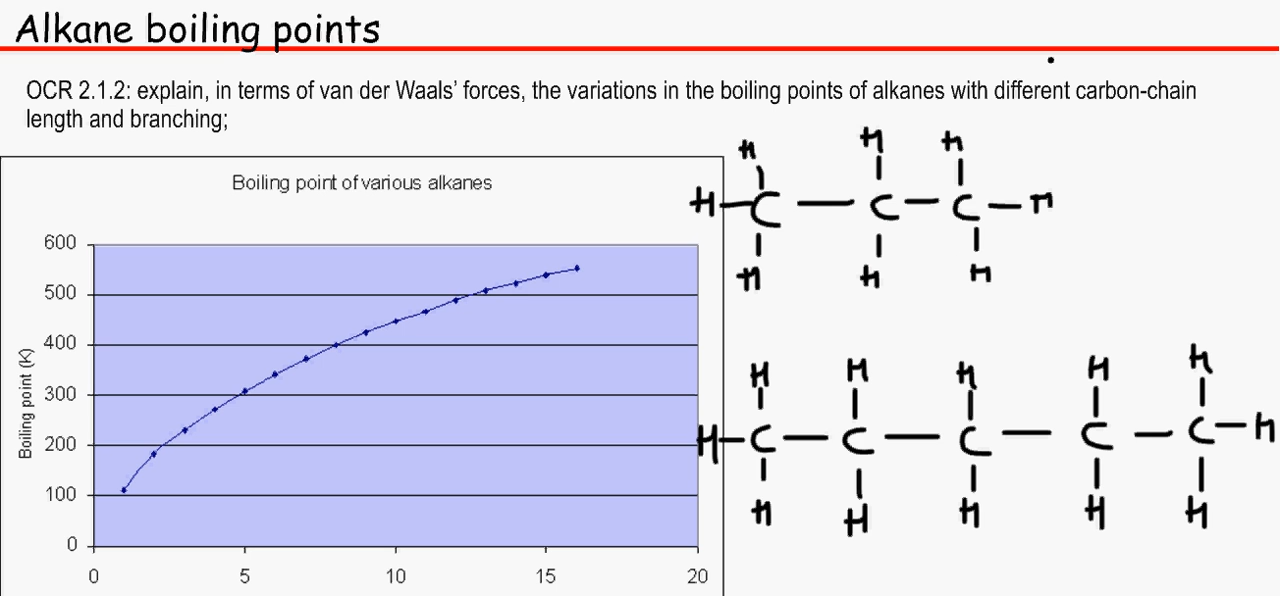 Alkane boiling points
OCR 2.1.2: explain, in terms of van der Waals' forces, the variations in the boiling points of alkanes with different carbon-chain
length and branching;
Boiling point of various alkanes
Boiling point (K)
600
500
400
300
200
100
0
0 5 10 15 20
H H H
H C C C H
H H H
H H H H H
H C C C C C H
H H H H H